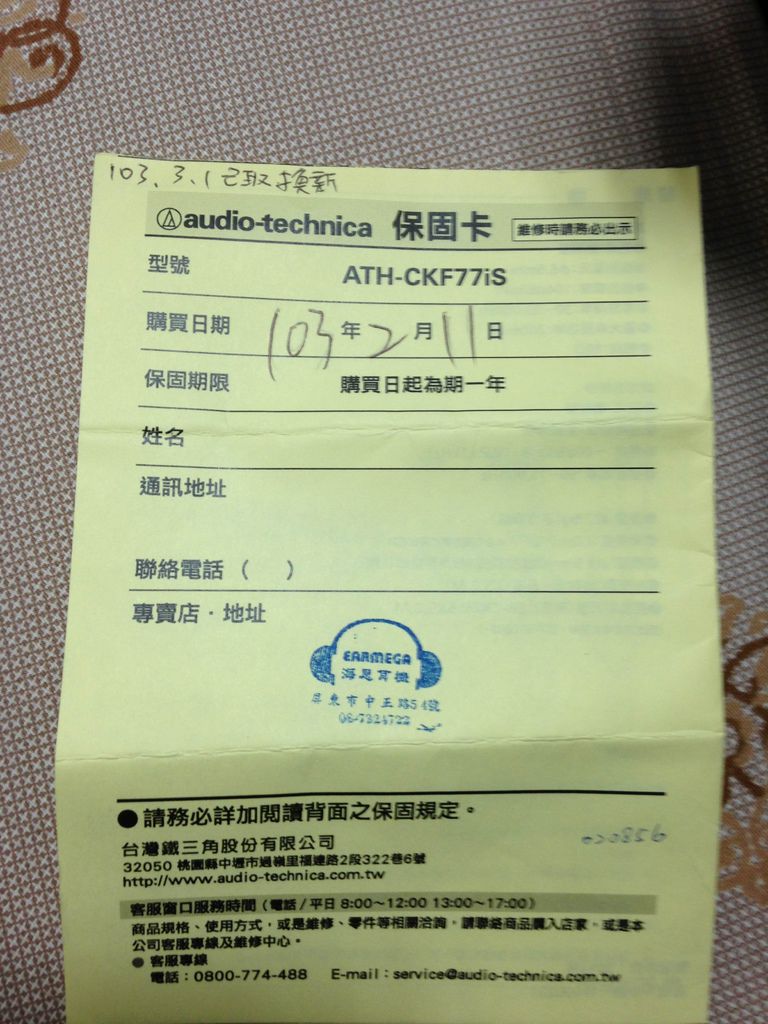 103.3.1已取換新
audio-technica 保固卡 維修時請務必出示
型號 ATH-CKF77iS
購買日期 103年2月11日
保固期限 購買日起為期一年
姓名
通訊地址
聯絡電話 ( )
專賣店・地址
EARMEGA
海恩耳機
屏東市中正路54號
08-7324722
●請務必詳加閱讀背面之保固規定。
020856
台灣鐵三角股份有限公司
32050 桃園縣中壢市過嶺里福達路2段322巷6號
http://www.audio-technica.com.tw
客服窗口服務時間 (電話/平日 8:00～12:00 13:00～17:00)
商品規格、使用方式，或是維修、零件等相關洽詢，請聯絡商品購入店家，或是本
公司客服專線及維修中心。
●客服專線
電話：0800-774-488 E-mail：service@audio-technica.com.tw